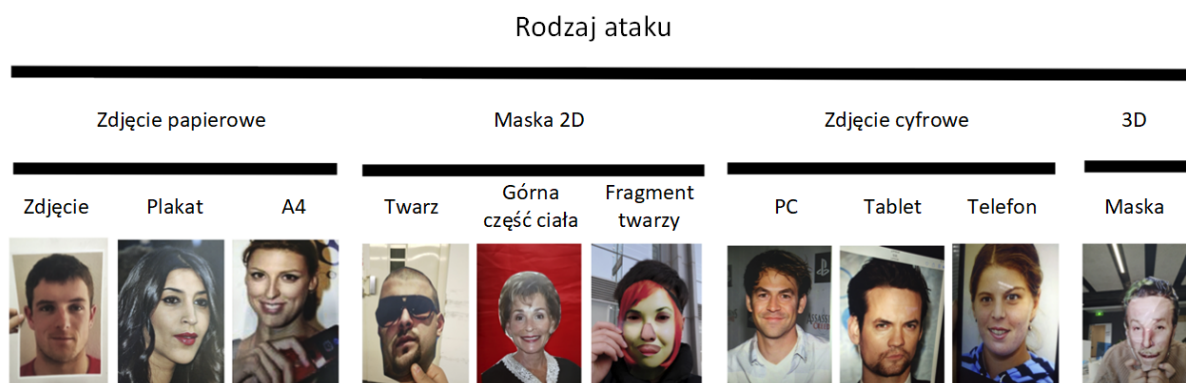 Rodzaj ataku
Zdjęcie papierowe
Maska 2D
Zdjęcie cyfrowe
3D
Zdjęcie
Plakat
A4
Twarz
Górna
część ciała
Fragment
twarzy
PC
Tablet
Telefon
Maska